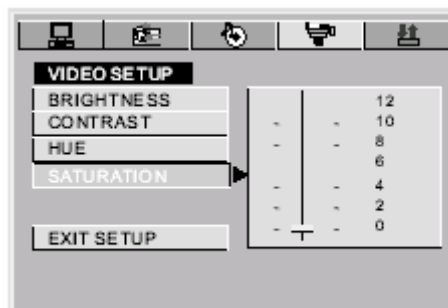 VIDEO SETUP
BRIGHTNESS
CONTRAST
HUE
SATURATION
EXIT SETUP
12
10
8
6
4
2
0